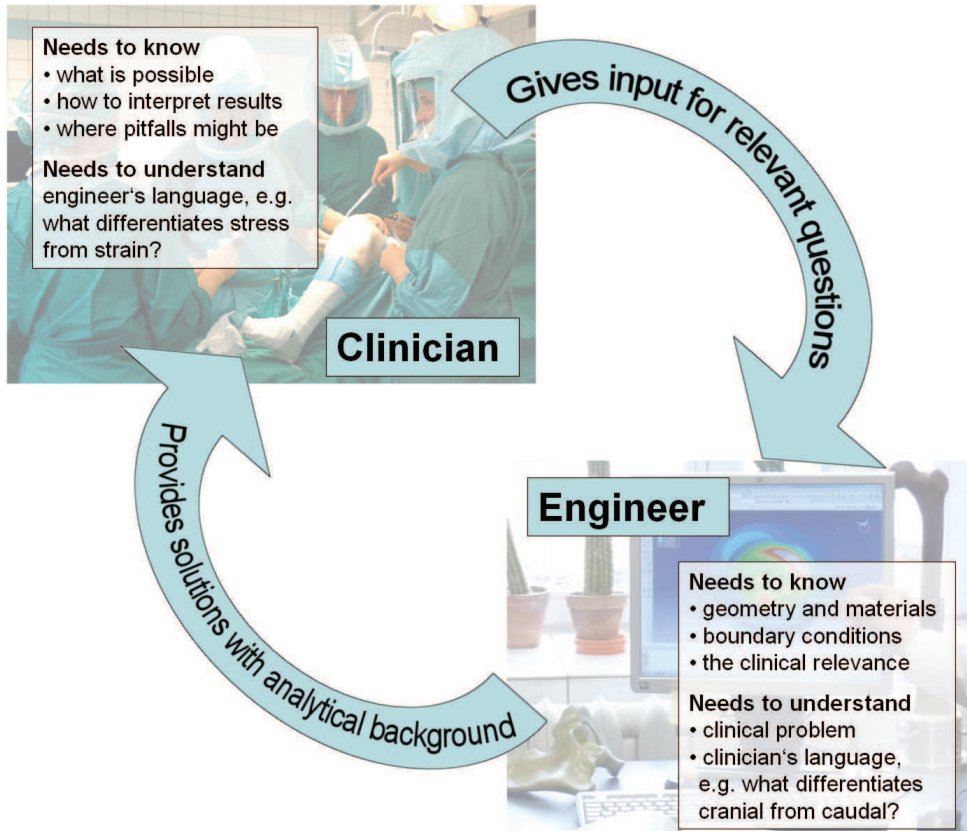 Needs to know
• what is possible
• how to interpret results
• where pitfalls might be
Needs to understand
engineer‘s language, e.g.
what differentiates stress
from strain?
Clinician
Gives input for relevant questions
Engineer
Needs to know
• geometry and materials
• boundary conditions
• the clinical relevance
Needs to understand
• clinical problem
• clinician‘s language,
e.g. what differentiates
cranial from caudal?
Provides solutions with analytical background